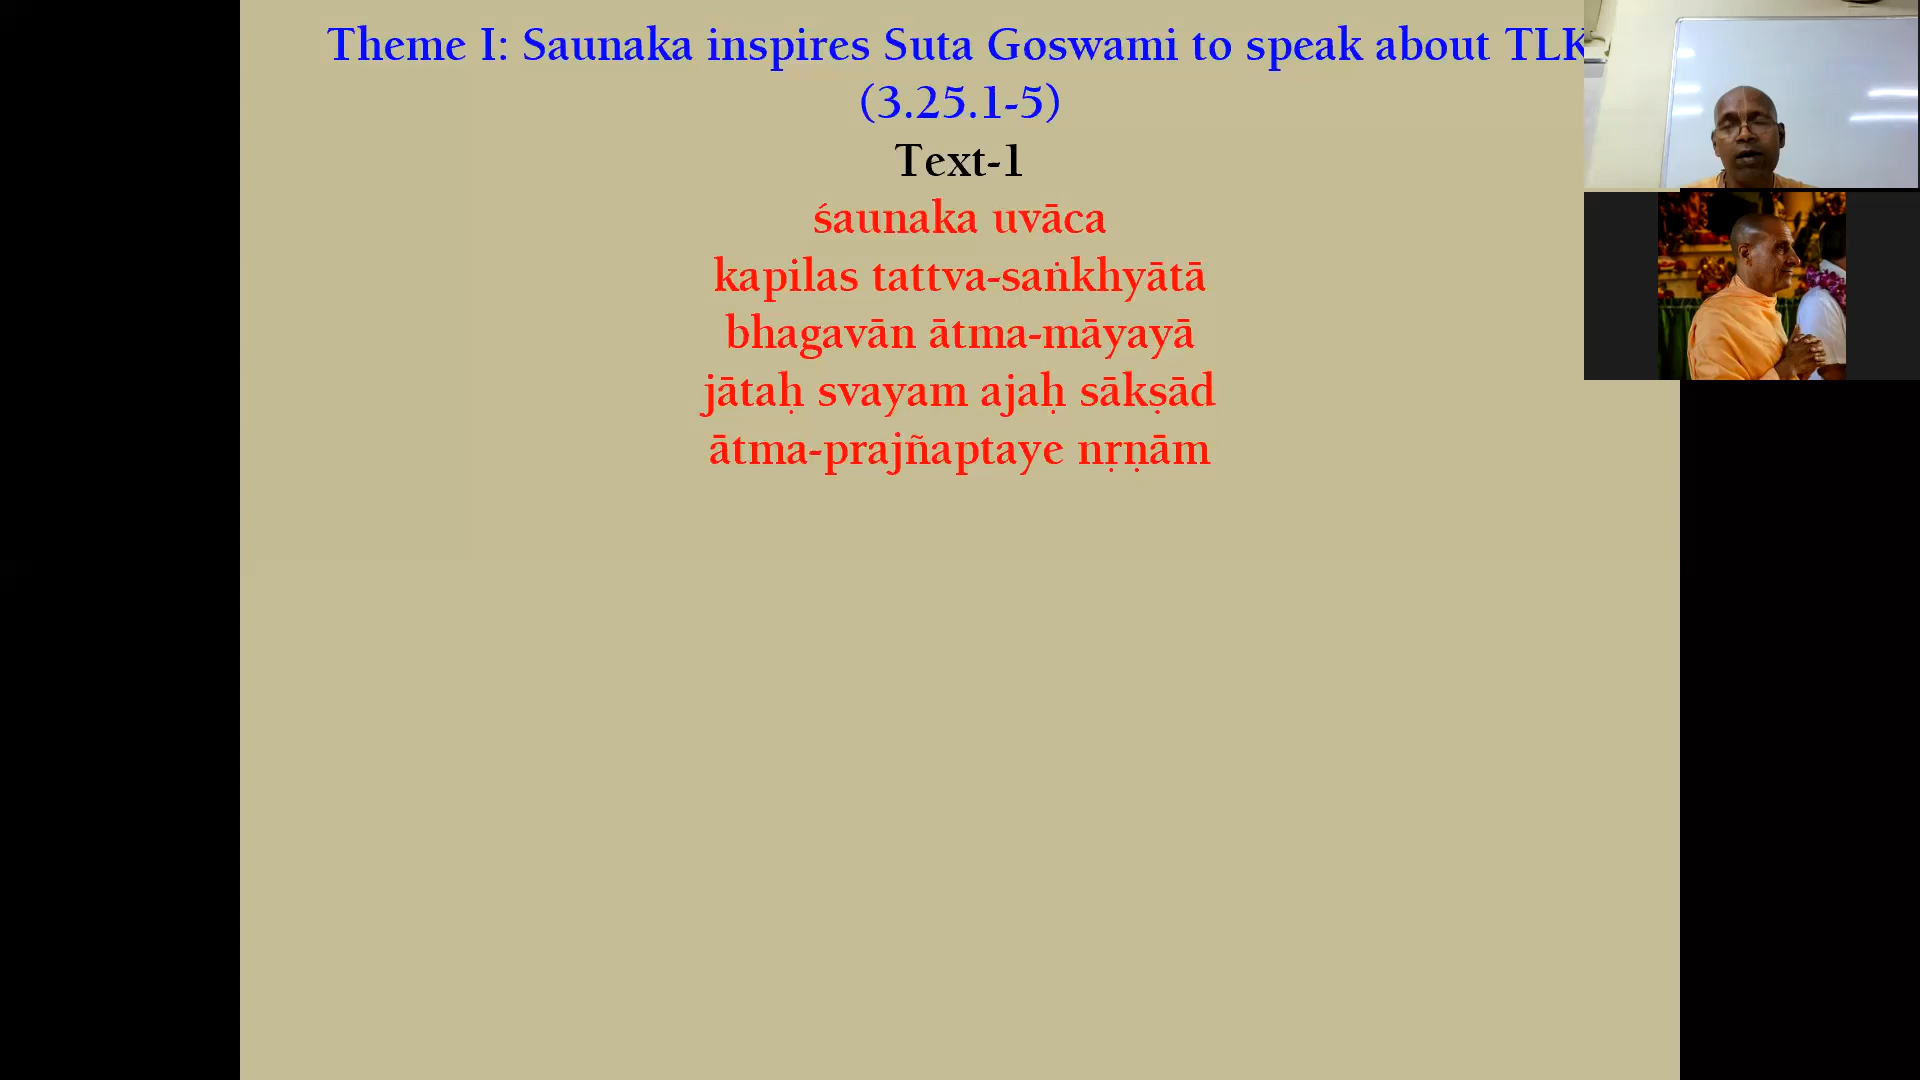 Theme I: Saunaka inspires Suta Goswami to speak about TLK
(3.25.1-5)
Text-1
śaunaka uvāca
kapilas tattva-saṅkhyātā
bhagavān ātma-māyayā
jātaḥ svayam ajaḥ sākṣād
ātma-prajñaptaye nṛṇām